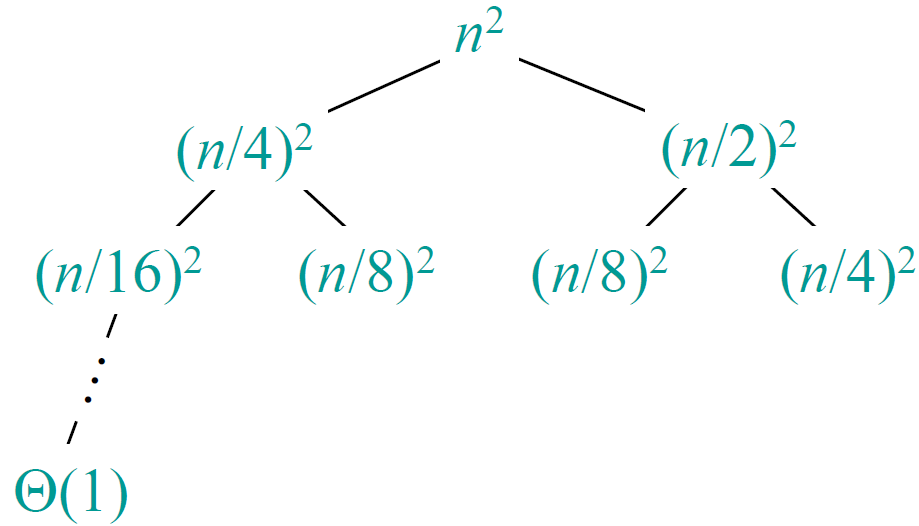 n²
(n/4)² (n/2)²
(n/16)² (n/8)² (n/8)² (n/4)²
⋰
Θ(1)